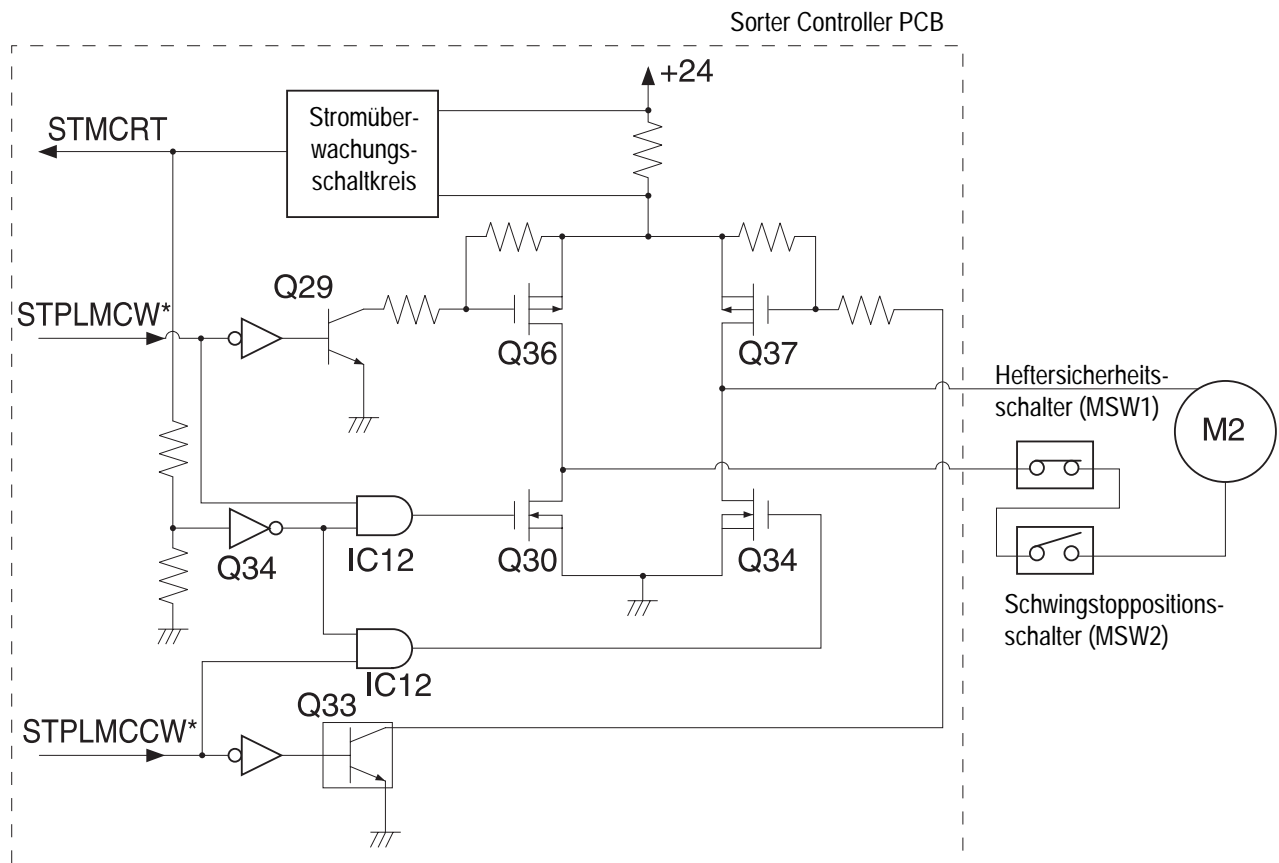 Sorter Controller PCB
+24
STMCRT
Stromüber-
wachungs-
schaltkreis
Q29
STPLMCW*
Q36
Q37
Heftersicherheits-
schalter (MSW1)
M2
IC12
Q34
Q30
Q34
Schwingstoppositions-
schalter (MSW2)
IC12
Q33
STPLMCCW*